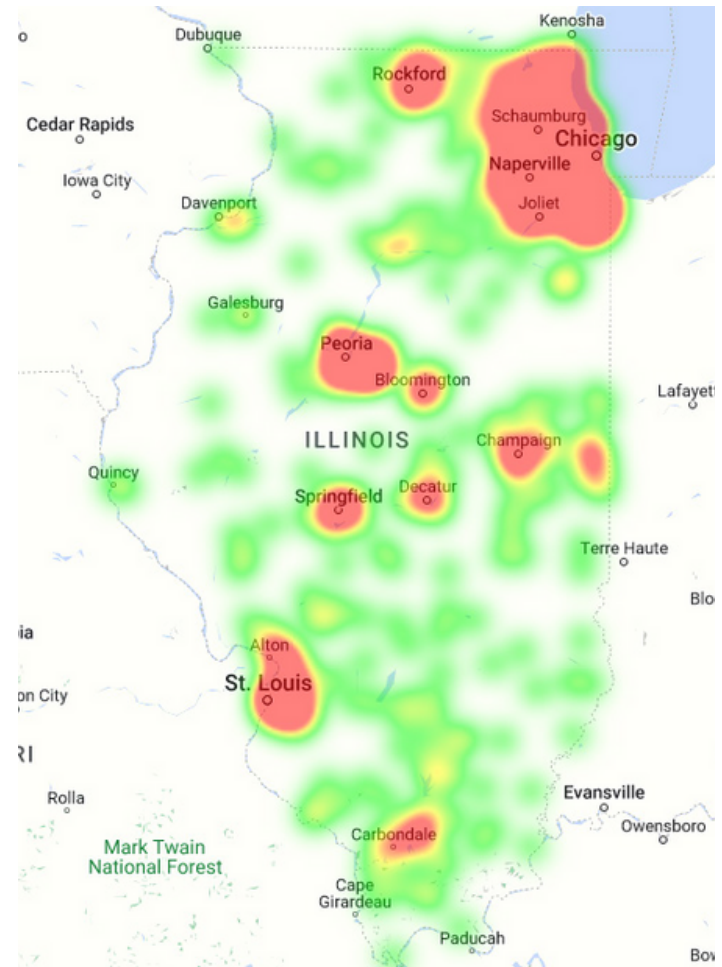 Kenosha
Dubuque
Rockford
Cedar Rapids
Schaumburg
Chicago
Naperville
Iowa City
Davenport
Joliet
Galesburg
Peoria
Bloomington
Lafayett
ILLINOIS
Champaign
Quincy
Springfield
Decatur
Terre Haute
Bloo
ia
Alton
St. Louis
on City
RI
Rolla
Evansville
Owensboro
Mark Twain
National Forest
Carbondale
Cape
Girardeau
Paducah
Bow